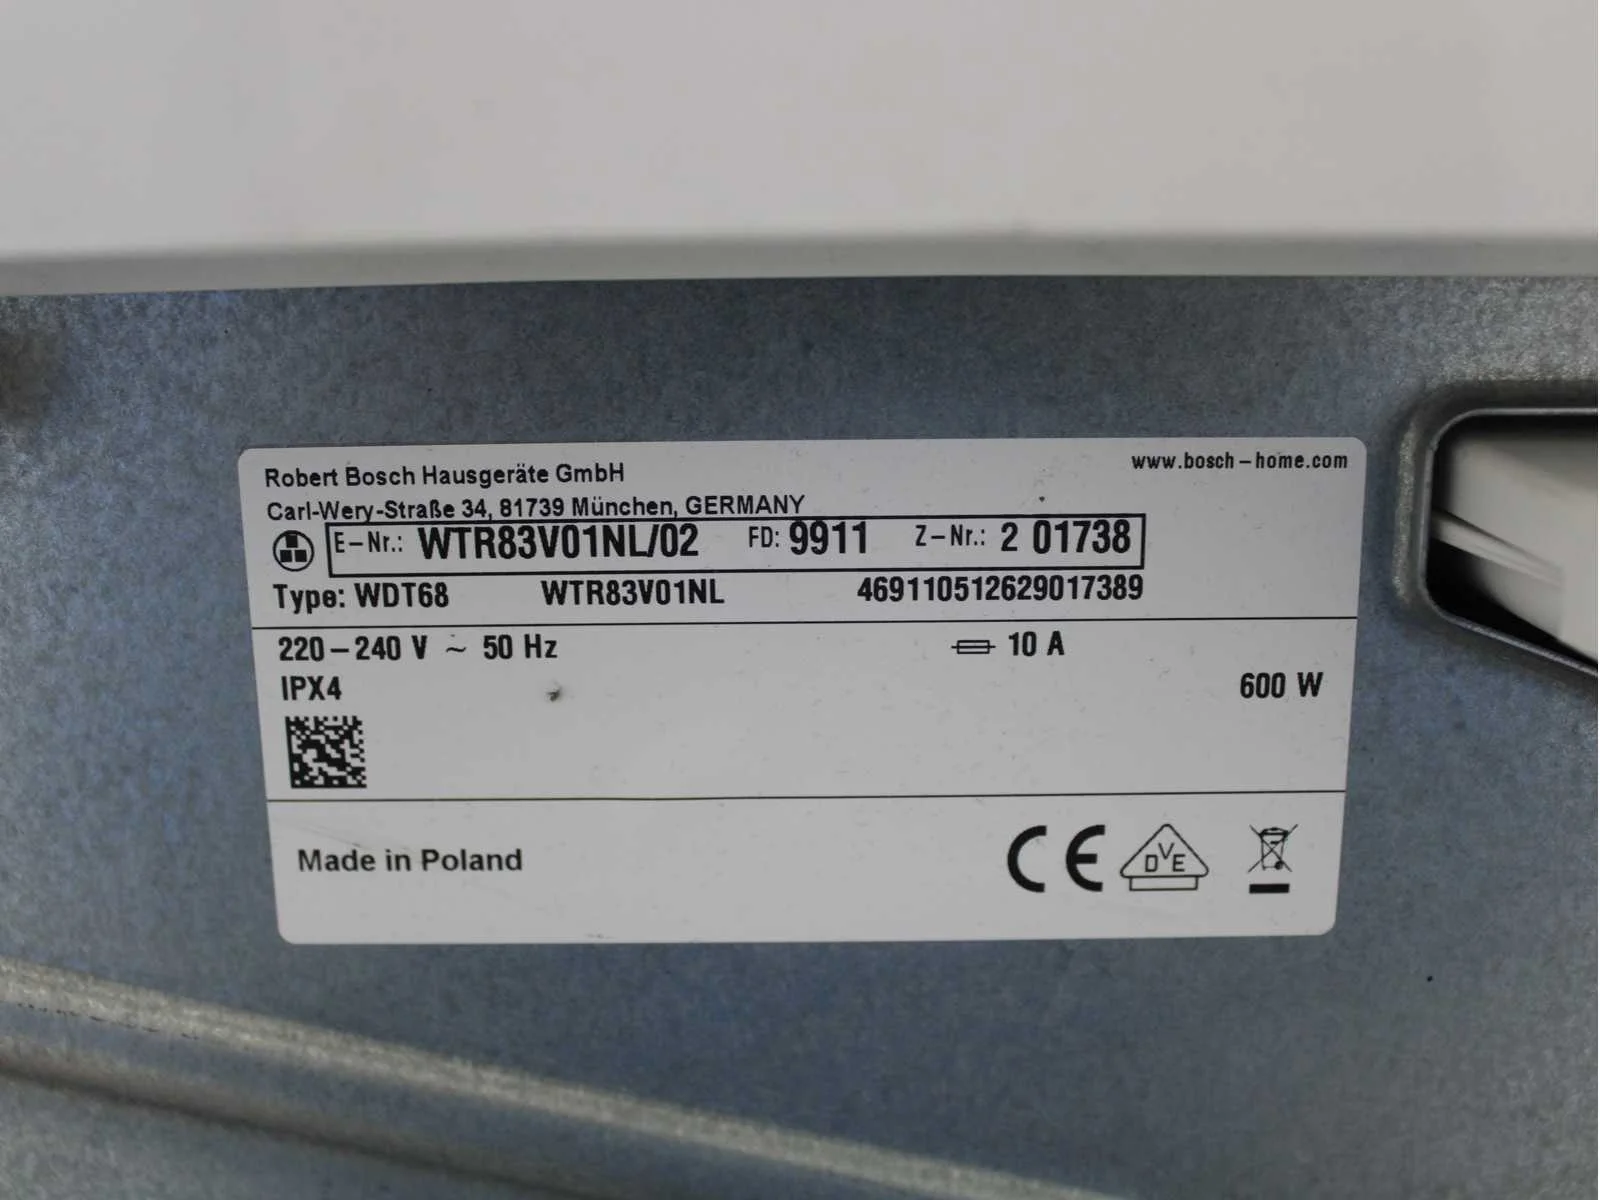 Robert Bosch Hausgeräte GmbH
www.bosch-home.com
Carl-Wery-Straße 34, 81739 München, GERMANY
E-Nr.: WTR83V01NL/02 FD: 9911 Z-Nr.: 2 01738
Type: WDT68 WTR83V01NL 469110512629017389
220-240 V ~ 50 Hz 10 A
IPX4 600 W
Made in Poland CE DVE